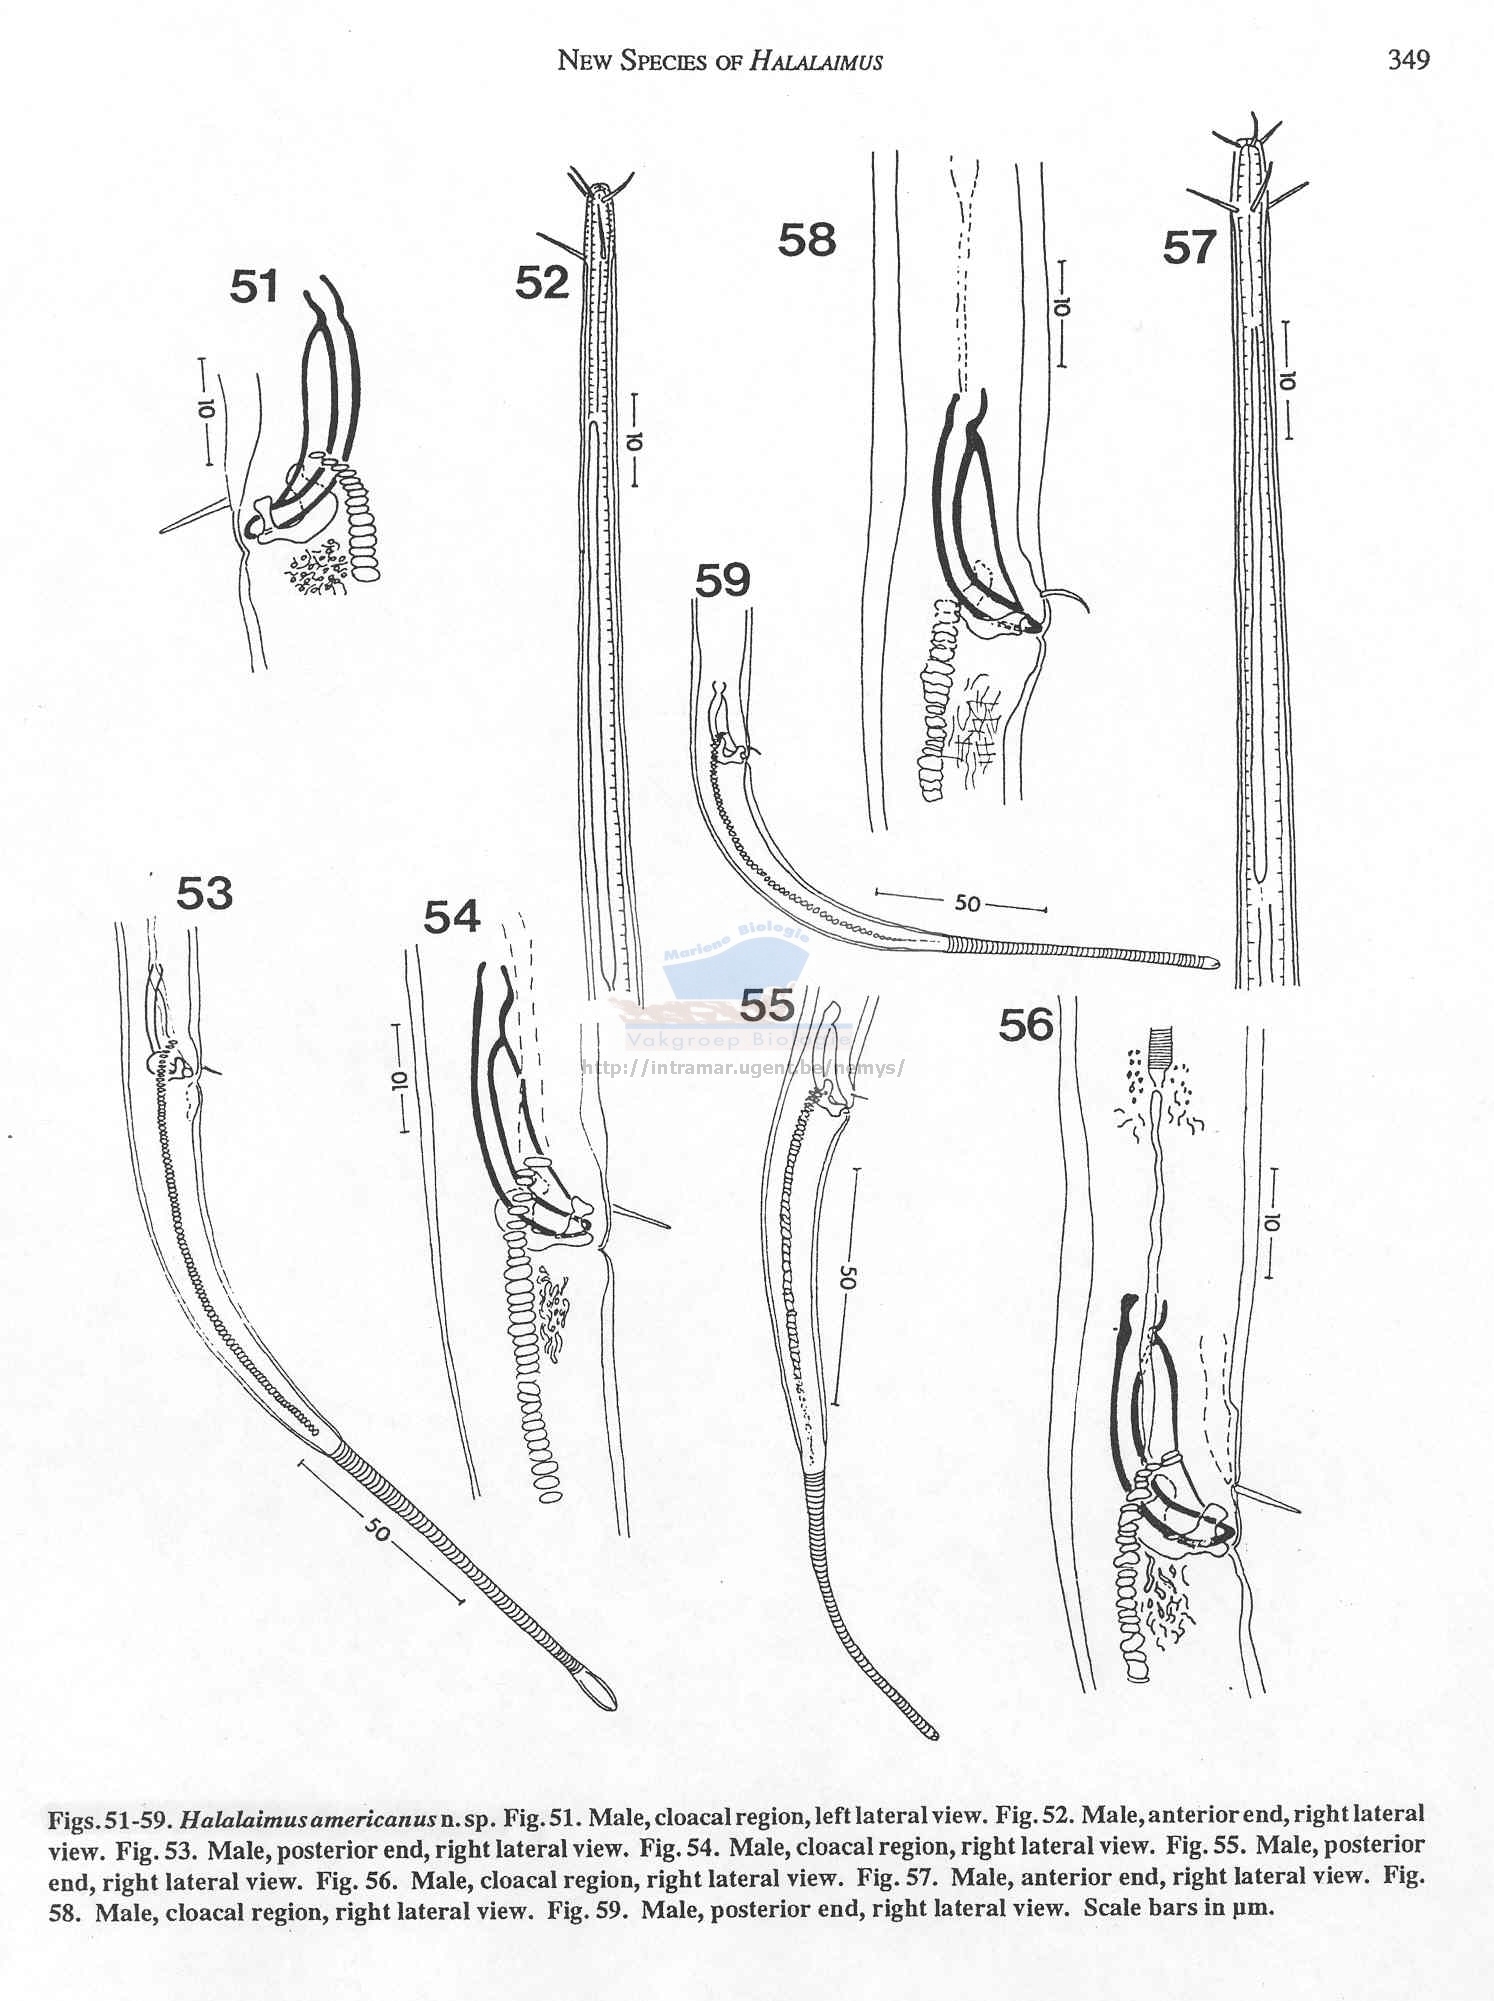 NEW SPECIES OF HALALAIMUS 349
51
52
58
57
10
10
10
10
59
50
53
54
Mariene Biologie
55
56
Vakgroep Biologie
http://intramar.ugent.be/nemys/
10
10
50
50
Figs. 51-59. Halalaimus americanus n. sp. Fig. 51. Male, cloacal region, left lateral view. Fig. 52. Male, anterior end, right lateral
view. Fig. 53. Male, posterior end, right lateral view. Fig. 54. Male, cloacal region, right lateral view. Fig. 55. Male, posterior
end, right lateral view. Fig. 56. Male, cloacal region, right lateral view. Fig. 57. Male, anterior end, right lateral view. Fig.
58. Male, cloacal region, right lateral view. Fig. 59. Male, posterior end, right lateral view. Scale bars in µm.